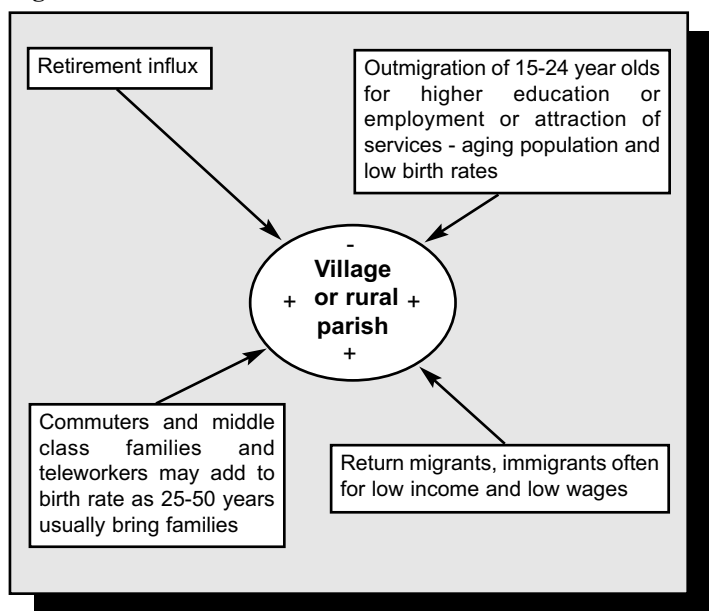 Retirement influx
Outmigration of 15-24 year olds
for higher education or
employment or attraction of
services - aging population and
low birth rates
-
Village
+ or rural +
parish
+
Commuters and middle
class families and
teleworkers may add to
birth rate as 25-50 years
usually bring families
Return migrants, immigrants often
for low income and low wages